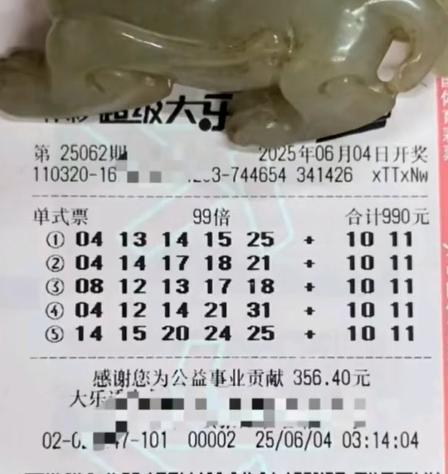 超级大乐
第 25062期 2025年06月04日开奖
110320-16 3-744654 341426 xTTxNw
单式票 99倍 合计990元
① 04 13 14 15 25 + 10 11
② 04 14 17 18 21 + 10 11
③ 08 12 13 17 18 + 10 11
④ 04 12 14 21 31 + 10 11
⑤ 14 15 20 24 25 + 10 11
感谢您为公益事业贡献 356.40元
大乐
02-0 47-101 00002 25/06/04 03:14:04